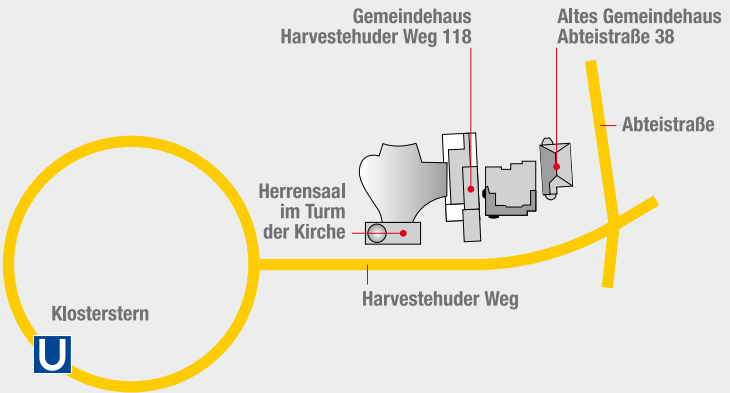 Gemeindehaus
Harvestehuder Weg 118
Altes Gemeindehaus
Abteistraße 38
Abteistraße
Herrensaal
im Turm
der Kirche
Harvestehuder Weg
Klosterstern
U